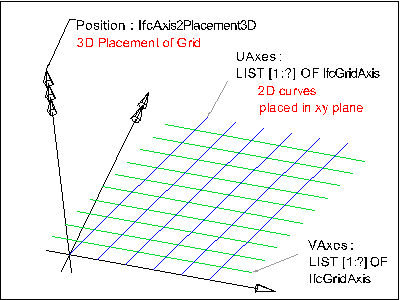 Position : IfcAxis2Placement3D
3D Placement of Grid
UAxes :
LIST [1:?] OF IfcGridAxis
2D curves
placed in xy plane
VAxes :
LIST [1:?] OF
IfcGridAxis